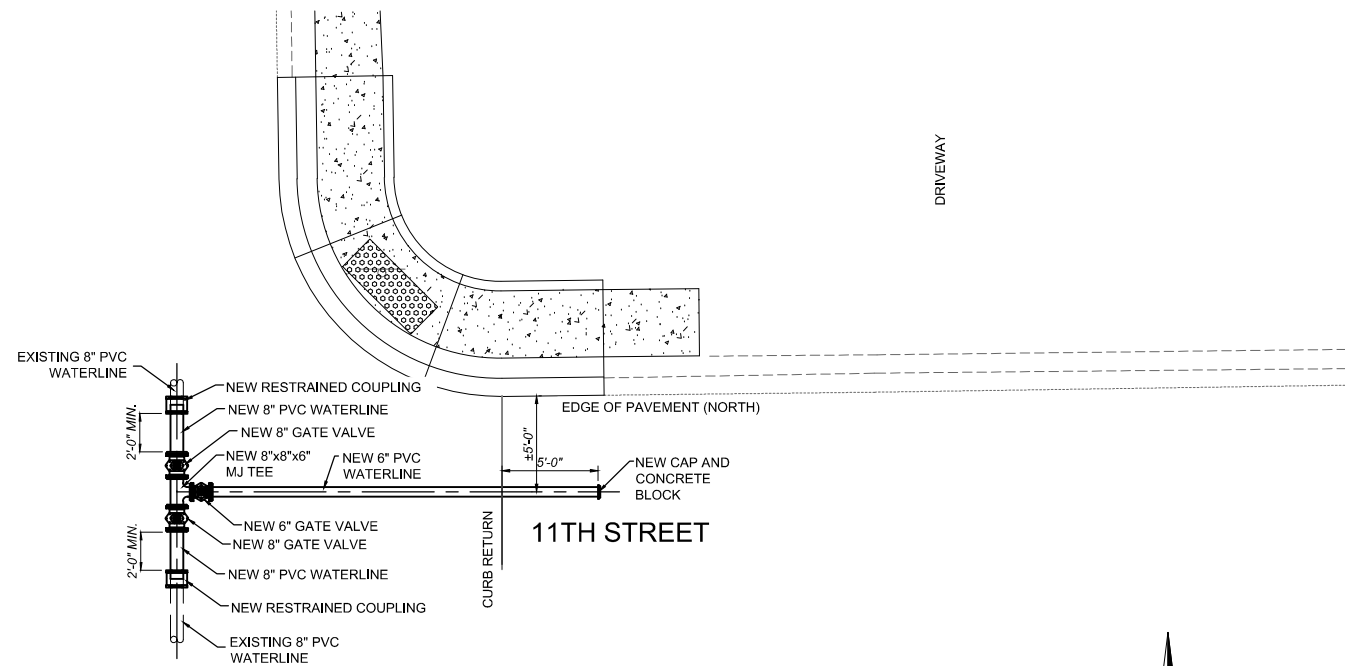 DRIVEWAY
EXISTING 8" PVC
WATERLINE
NEW RESTRAINED COUPLING
NEW 8" PVC WATERLINE
2'-0" MIN.
NEW 8" GATE VALVE
NEW 8"x8"x6"
MJ TEE
NEW 6" PVC
WATERLINE
EDGE OF PAVEMENT (NORTH)
±5'-0"
5'-0"
NEW CAP AND
CONCRETE
BLOCK
NEW 6" GATE VALVE
NEW 8" GATE VALVE
2'-0" MIN.
NEW 8" PVC WATERLINE
CURB RETURN
11TH STREET
NEW RESTRAINED COUPLING
EXISTING 8" PVC
WATERLINE